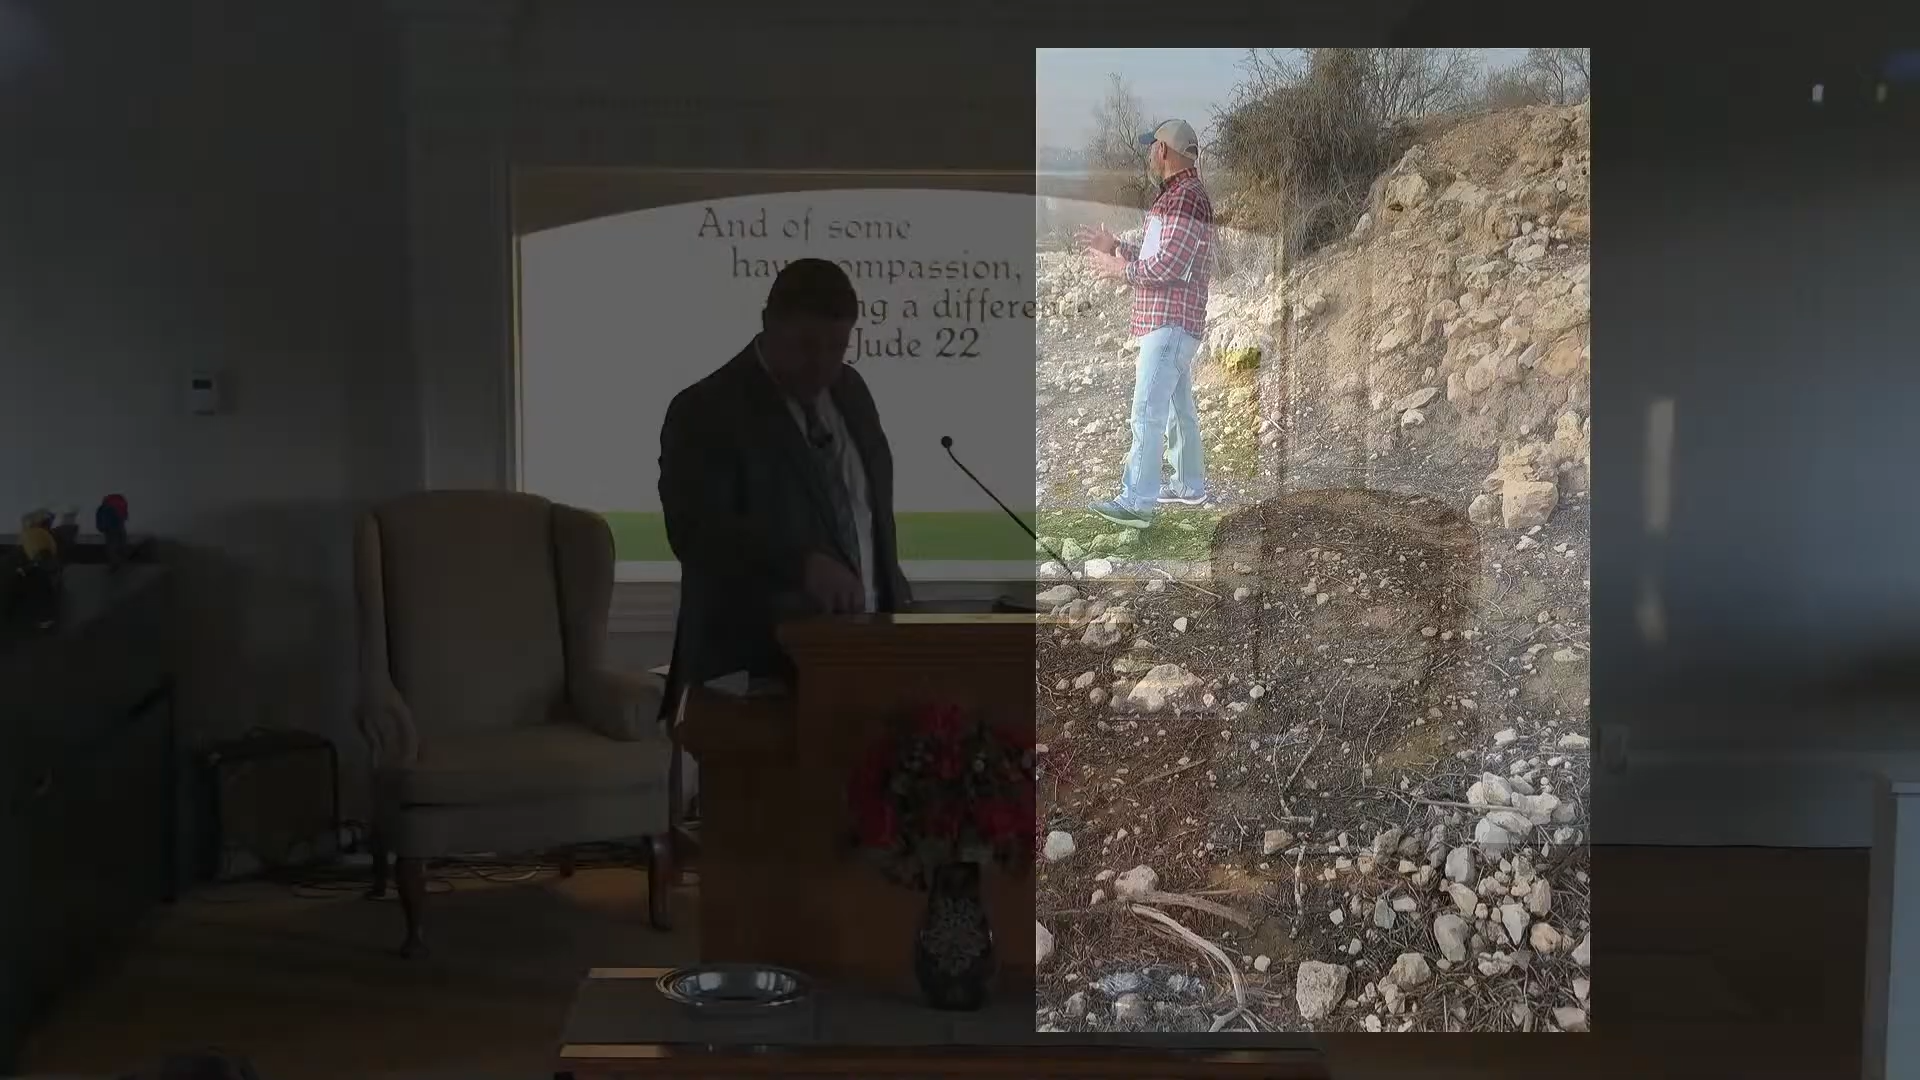 And of some
compassion,
a difference
Jude 22